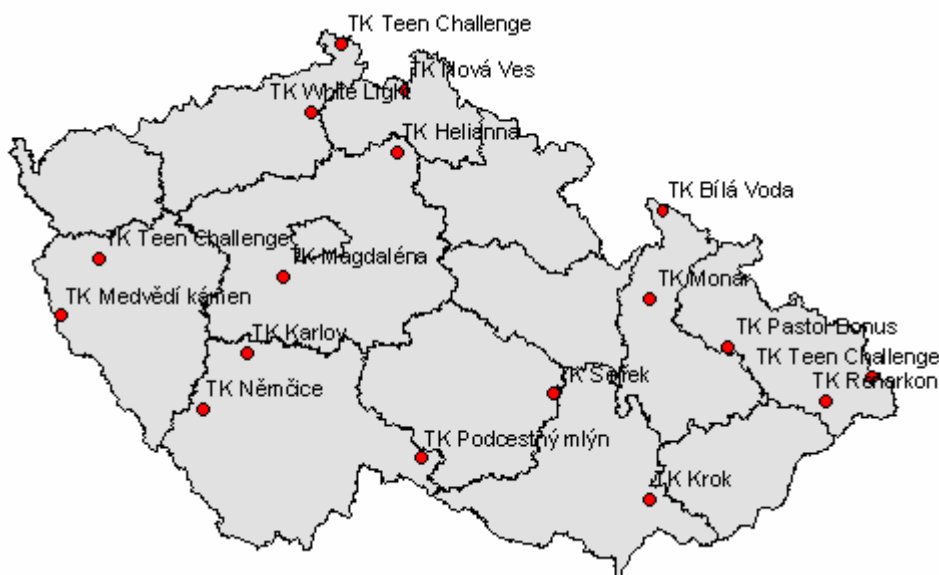 TK Teen Challenge
TK Nová Ves
TK White Light
TK Helianna
TK Bílá Voda
TK Teen Challenge
TK Magdaléna
TK Monar
TK Medvědí kámen
TK Karlov
TK Pastor Bonus
TK Teen Challenge
TK Sejrek
TK Renarkon
TK Němčice
TK Podcestný mlýn
TK Krok